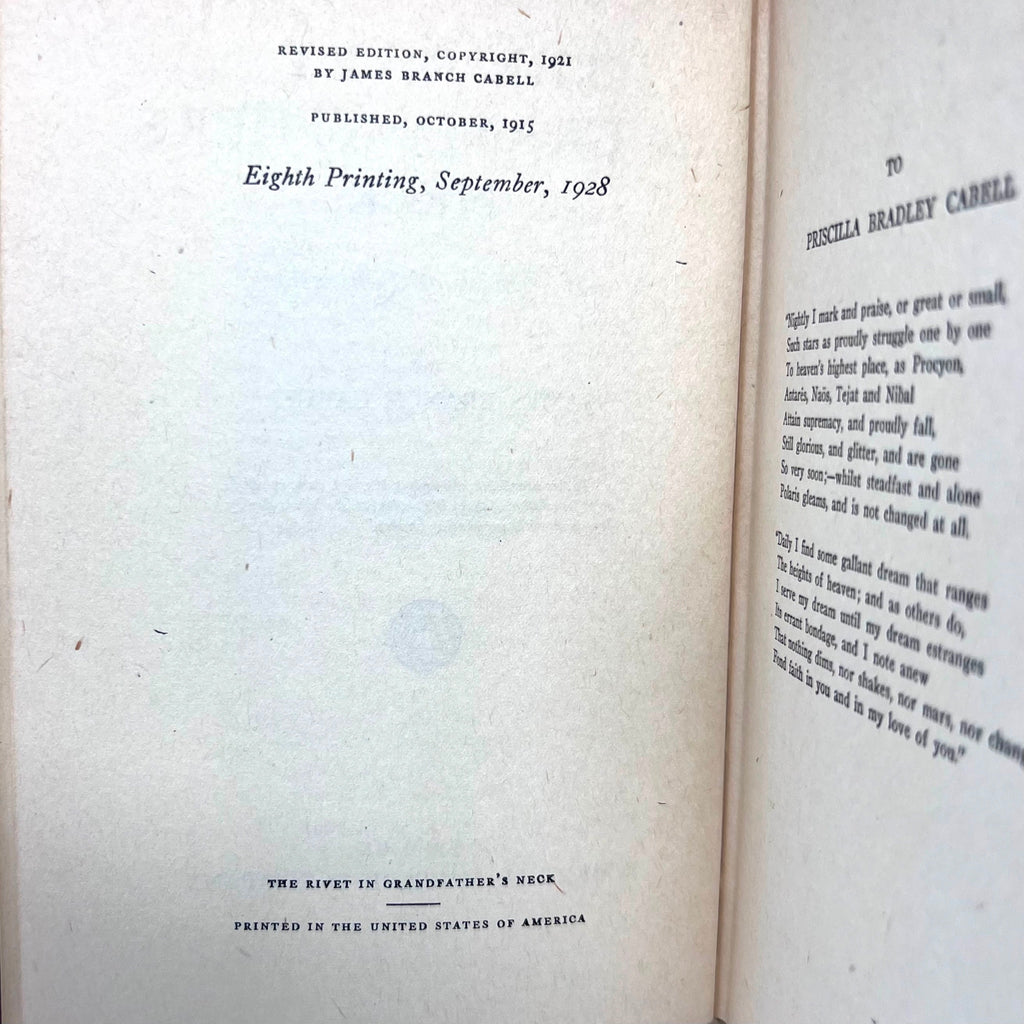 REVISED EDITION, COPYRIGHT, 1921
BY JAMES BRANCH CABELL
PUBLISHED, OCTOBER, 1915
Eighth Printing, September, 1928
THE RIVET IN GRANDFATHER'S NECK
PRINTED IN THE UNITED STATES OF AMERICA
TO
PRISCILLA BRADLEY CABELL
"Nightly I mark and praise, or great or small,
Such stars as proudly struggle one by one
To heaven's highest place, as Procyon,
Antarès, Naös, Tejat and Nibal
Attain supremacy, and proudly fall,
Still glorious, and glitter, and are gone
So very soon;—whilst steadfast and alone
Polaris gleams, and is not changed at all.
"Daily I find some gallant dream that ranges
The heights of heaven; and as others do,
I serve my dream until my dream estranges
Its errant bondage, and I note anew
That nothing dims, nor shakes, nor mars, nor chan
Fond faith in you and in my love of you."